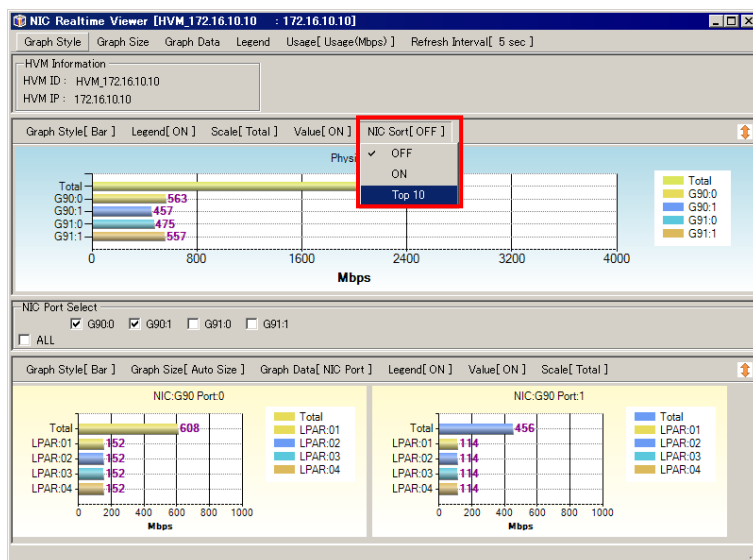 NIC Realtime Viewer [HVM_172.16.10.10 : 172.16.10.10]
Graph Style Graph Size Graph Data Legend Usage[ Usage(Mbps) ] Refresh Interval[ 5 sec ]
HVM Information
HVM ID : HVM_172.16.10.10
HVM IP : 172.16.10.10
Graph Style[ Bar ] Legend[ ON ] Scale[ Total ] Value[ ON ] NIC Sort[ OFF ]
OFF
ON
Top 10
Total
G90:0
G90:1
G91:0
G91:1
563
457
475
557
0 800 1600 2400 3200 4000
Mbps
Total
G90:0
G90:1
G91:0
G91:1
NIC Port Select
G90:0 G90:1 G91:0 G91:1
ALL
Graph Style[ Bar ] Graph Size[ Auto Size ] Graph Data[ NIC Port ] Legend[ ON ] Value[ ON ] Scale[ Total ]
NIC:G90 Port:0
Total 608
LPAR:01 152
LPAR:02 152
LPAR:03 152
LPAR:04 152
0 200 400 600 800 1000
Mbps
Total
LPAR:01
LPAR:02
LPAR:03
LPAR:04
NIC:G90 Port:1
Total 456
LPAR:01 114
LPAR:02 114
LPAR:03 114
LPAR:04 114
0 200 400 600 800 1000
Mbps
Total
LPAR:01
LPAR:02
LPAR:03
LPAR:04